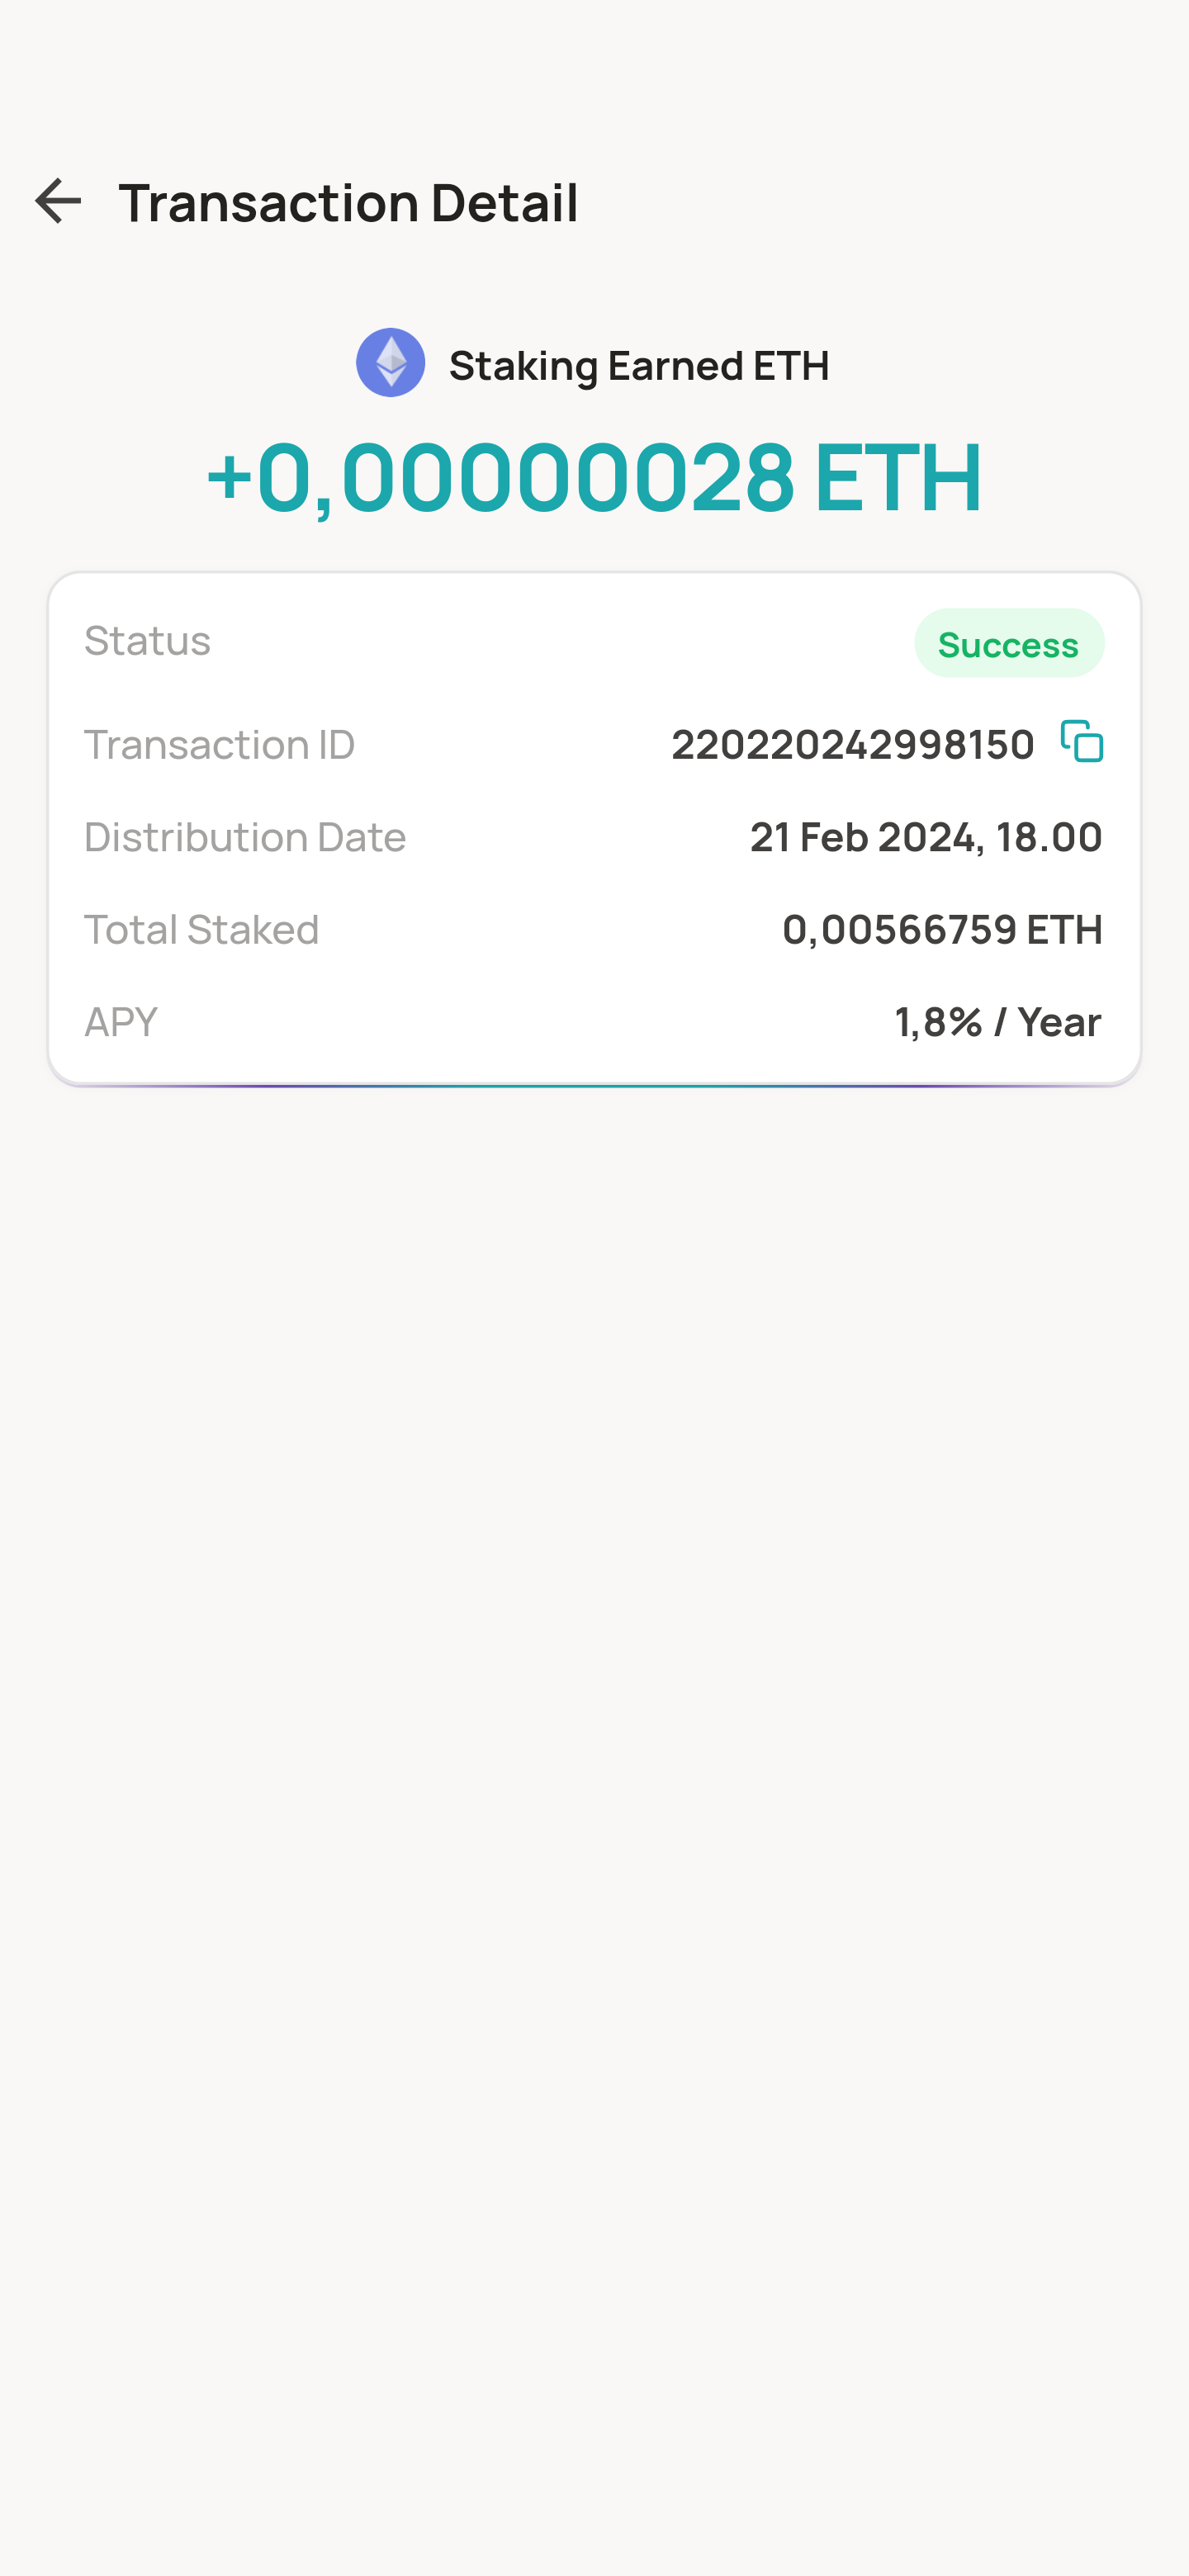 Transaction Detail
Staking Earned ETH
+0,00000028 ETH
Status Success
Transaction ID 220220242998150
Distribution Date 21 Feb 2024, 18.00
Total Staked 0,00566759 ETH
APY 1,8% / Year